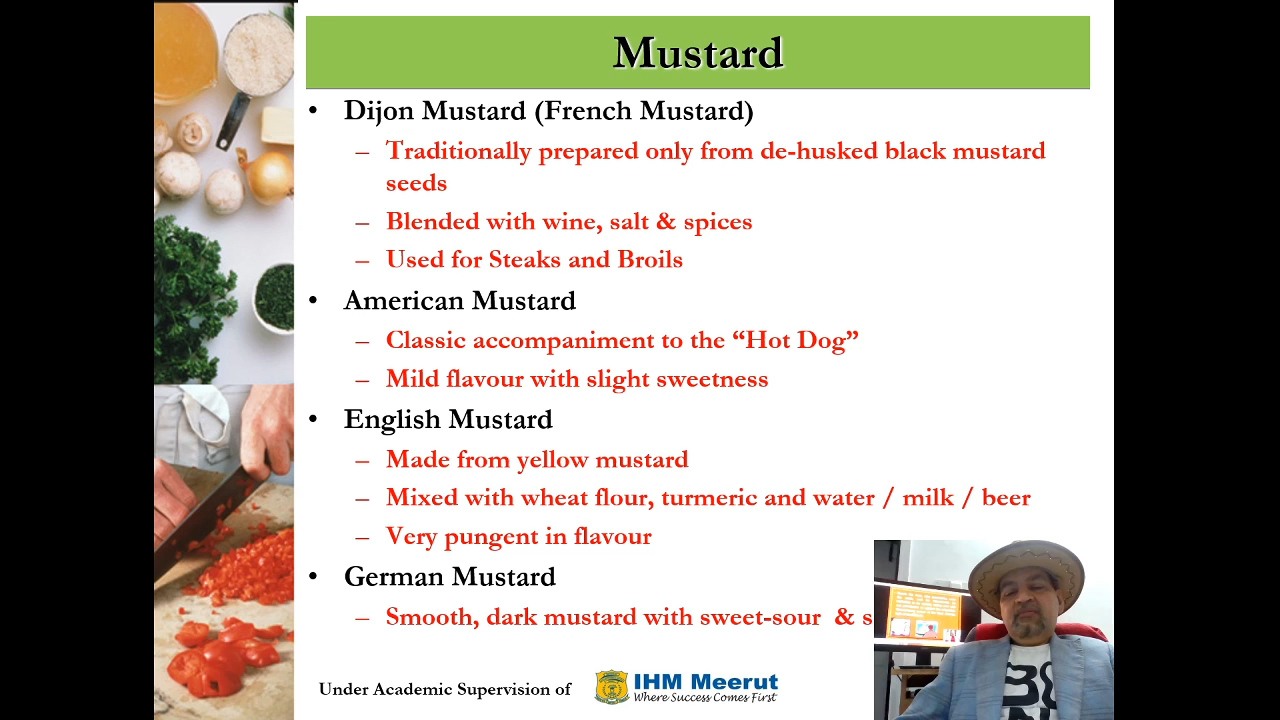 Mustard
• Dijon Mustard (French Mustard)
– Traditionally prepared only from de-husked black mustard
seeds
– Blended with wine, salt & spices
– Used for Steaks and Broils
• American Mustard
– Classic accompaniment to the “Hot Dog”
– Mild flavour with slight sweetness
• English Mustard
– Made from yellow mustard
– Mixed with wheat flour, turmeric and water / milk / beer
– Very pungent in flavour
• German Mustard
– Smooth, dark mustard with sweet-sour & s
Under Academic Supervision of
IHM Meerut
Where Success Comes First